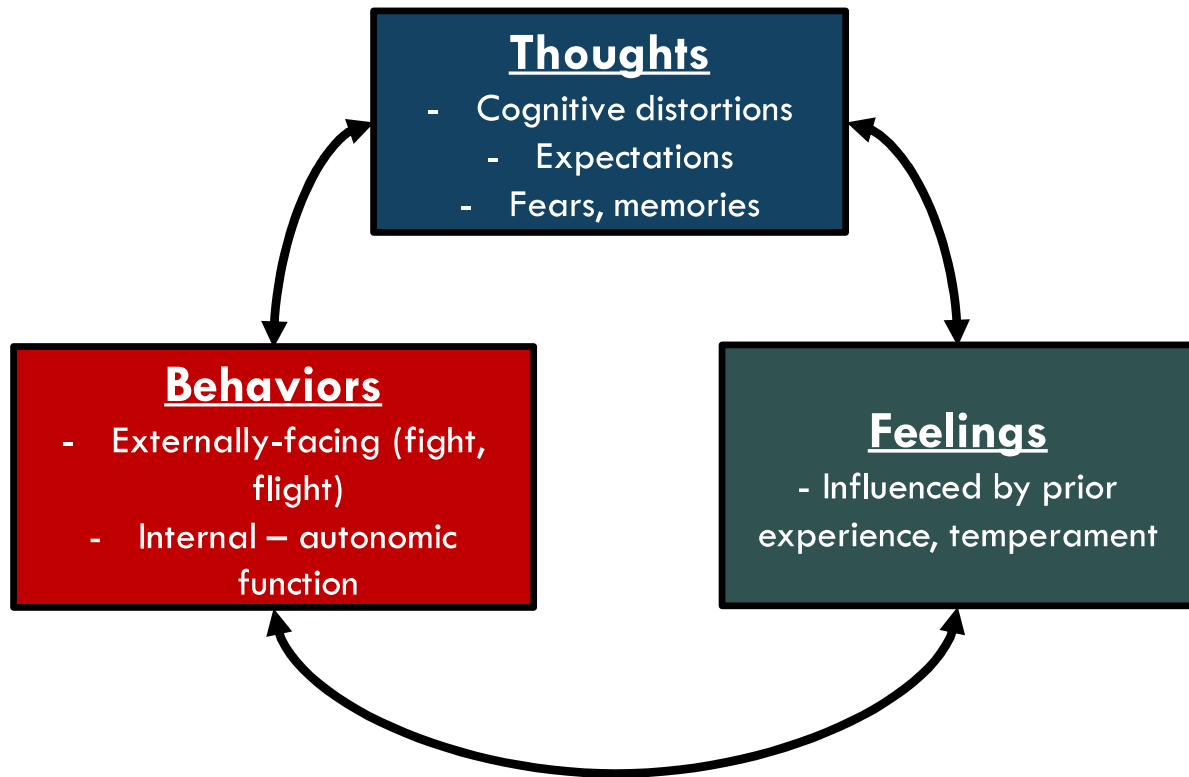 Thoughts
- Cognitive distortions
- Expectations
- Fears, memories
Behaviors
- Externally-facing (fight,
flight)
- Internal – autonomic
function
Feelings
- Influenced by prior
experience, temperament